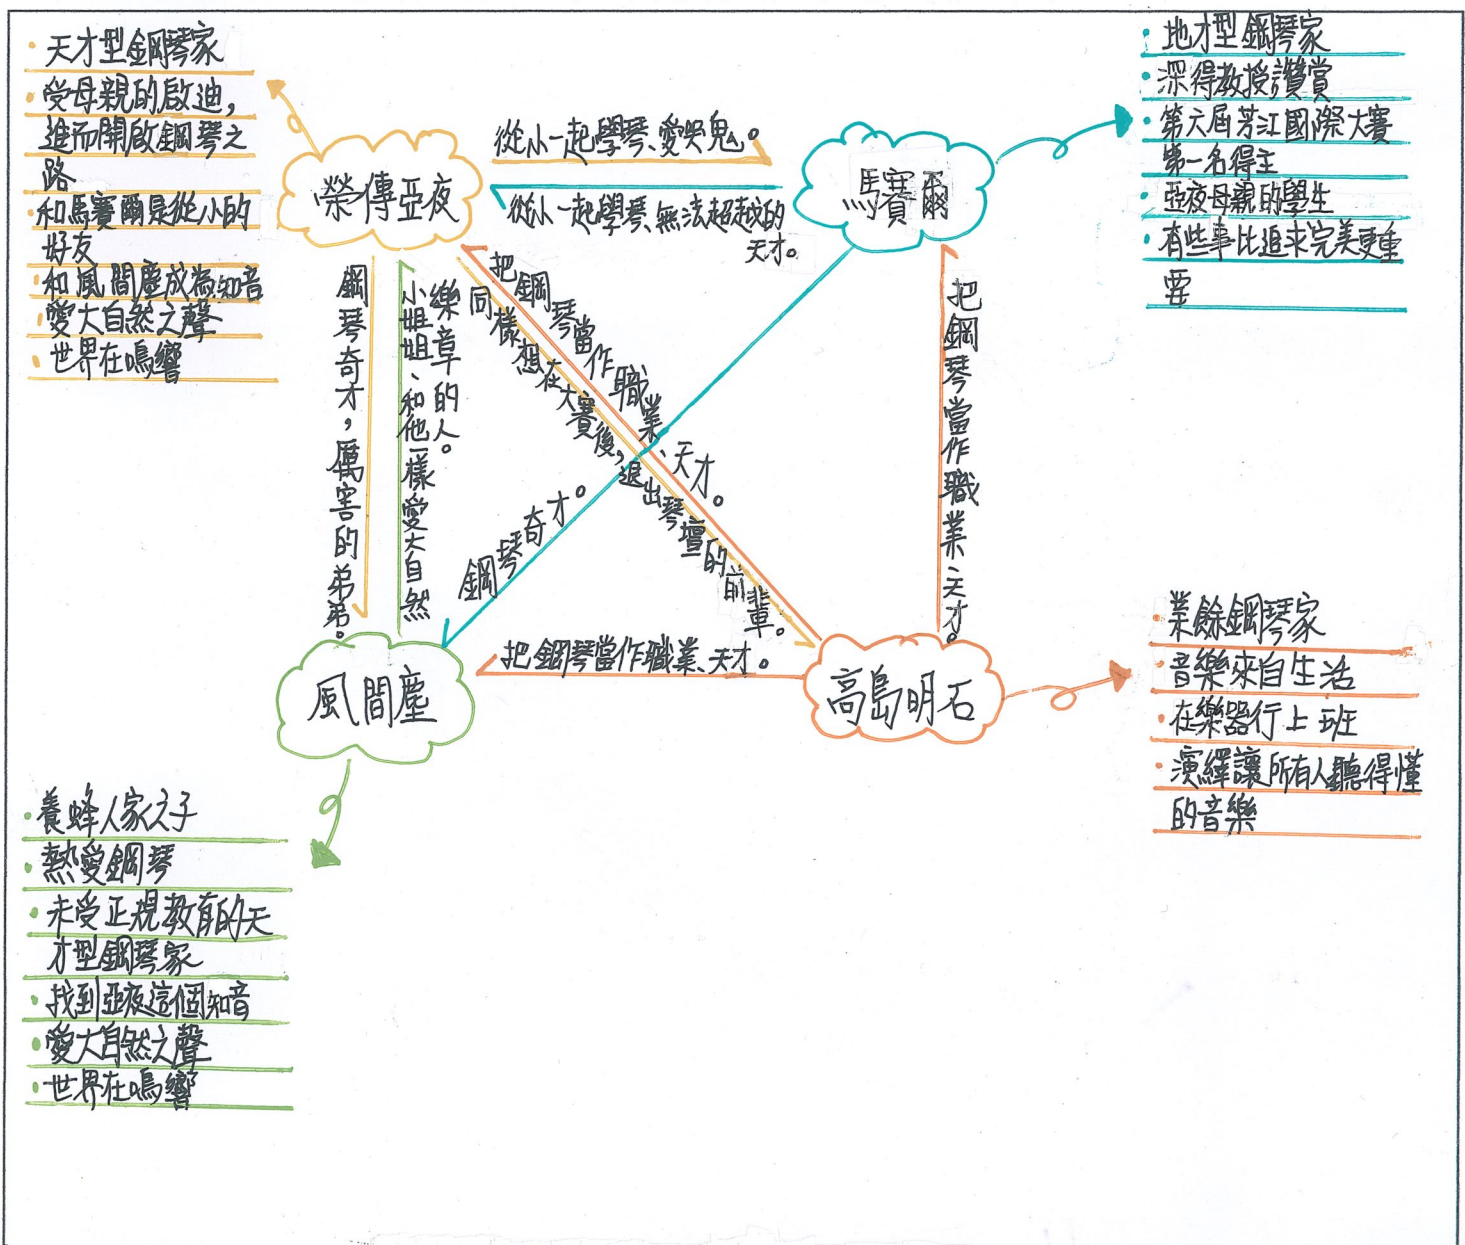 天才型鋼琴家
受母親的啟迪，
進而開啟鋼琴之
路
和馬賽爾是從小的
好友
和風間塵成為知音
愛大自然之聲
世界在鳴響
榮傳亞夜
從小一起學琴、愛哭鬼。
從小一起學琴、無法超越的
天才。
馬賽爾
地才型鋼琴家
深得教授讚賞
第六屆芳江國際大賽
第一名得主
亞夜母親的學生
有些事比追求完美更重
要
鋼琴奇才，厲害的弟弟。
小姐姐、和他一樣愛大自然
樂章的人。
把鋼琴當作職業、天才。
同樣想在大賽後，退出琴壇的前輩。
鋼琴奇才。
把鋼琴當作職業、天才。
風間塵
把鋼琴當作職業、天才。
高島明石
業餘鋼琴家
音樂來自生活
在樂器行上班
演繹讓所有人聽得懂
的音樂
養蜂人家之子
熱愛鋼琴
未受正規教育的天
才型鋼琴家
找到亞夜這個知音
愛大自然之聲
世界在鳴響